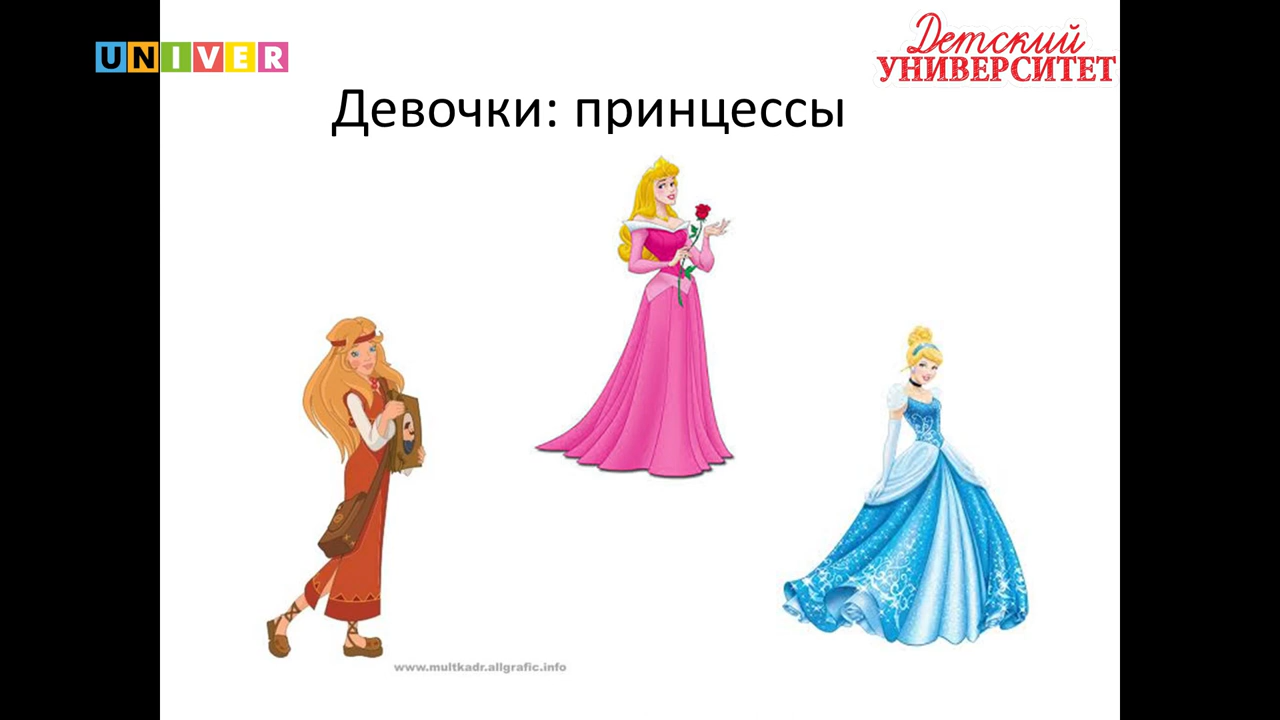 UNIVER
Детский
УНИВЕРСИТЕТ
Девочки: принцессы
www.multkadr.allgrafic.info